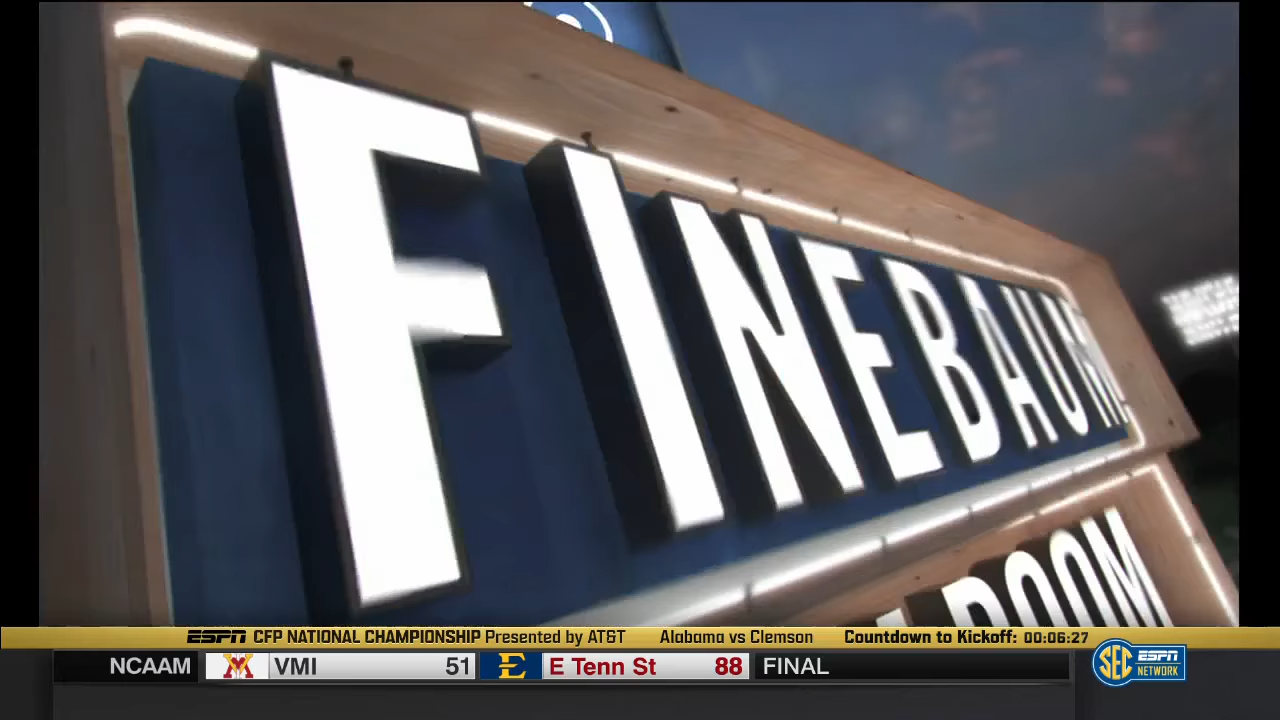 FINEBAUM
ESPN CFP NATIONAL CHAMPIONSHIP Presented by AT&T Alabama vs Clemson Countdown to Kickoff: 00:06:27
NCAAM VMI 51 E E Tenn St 88 FINAL
SEC ESPN NETWORK